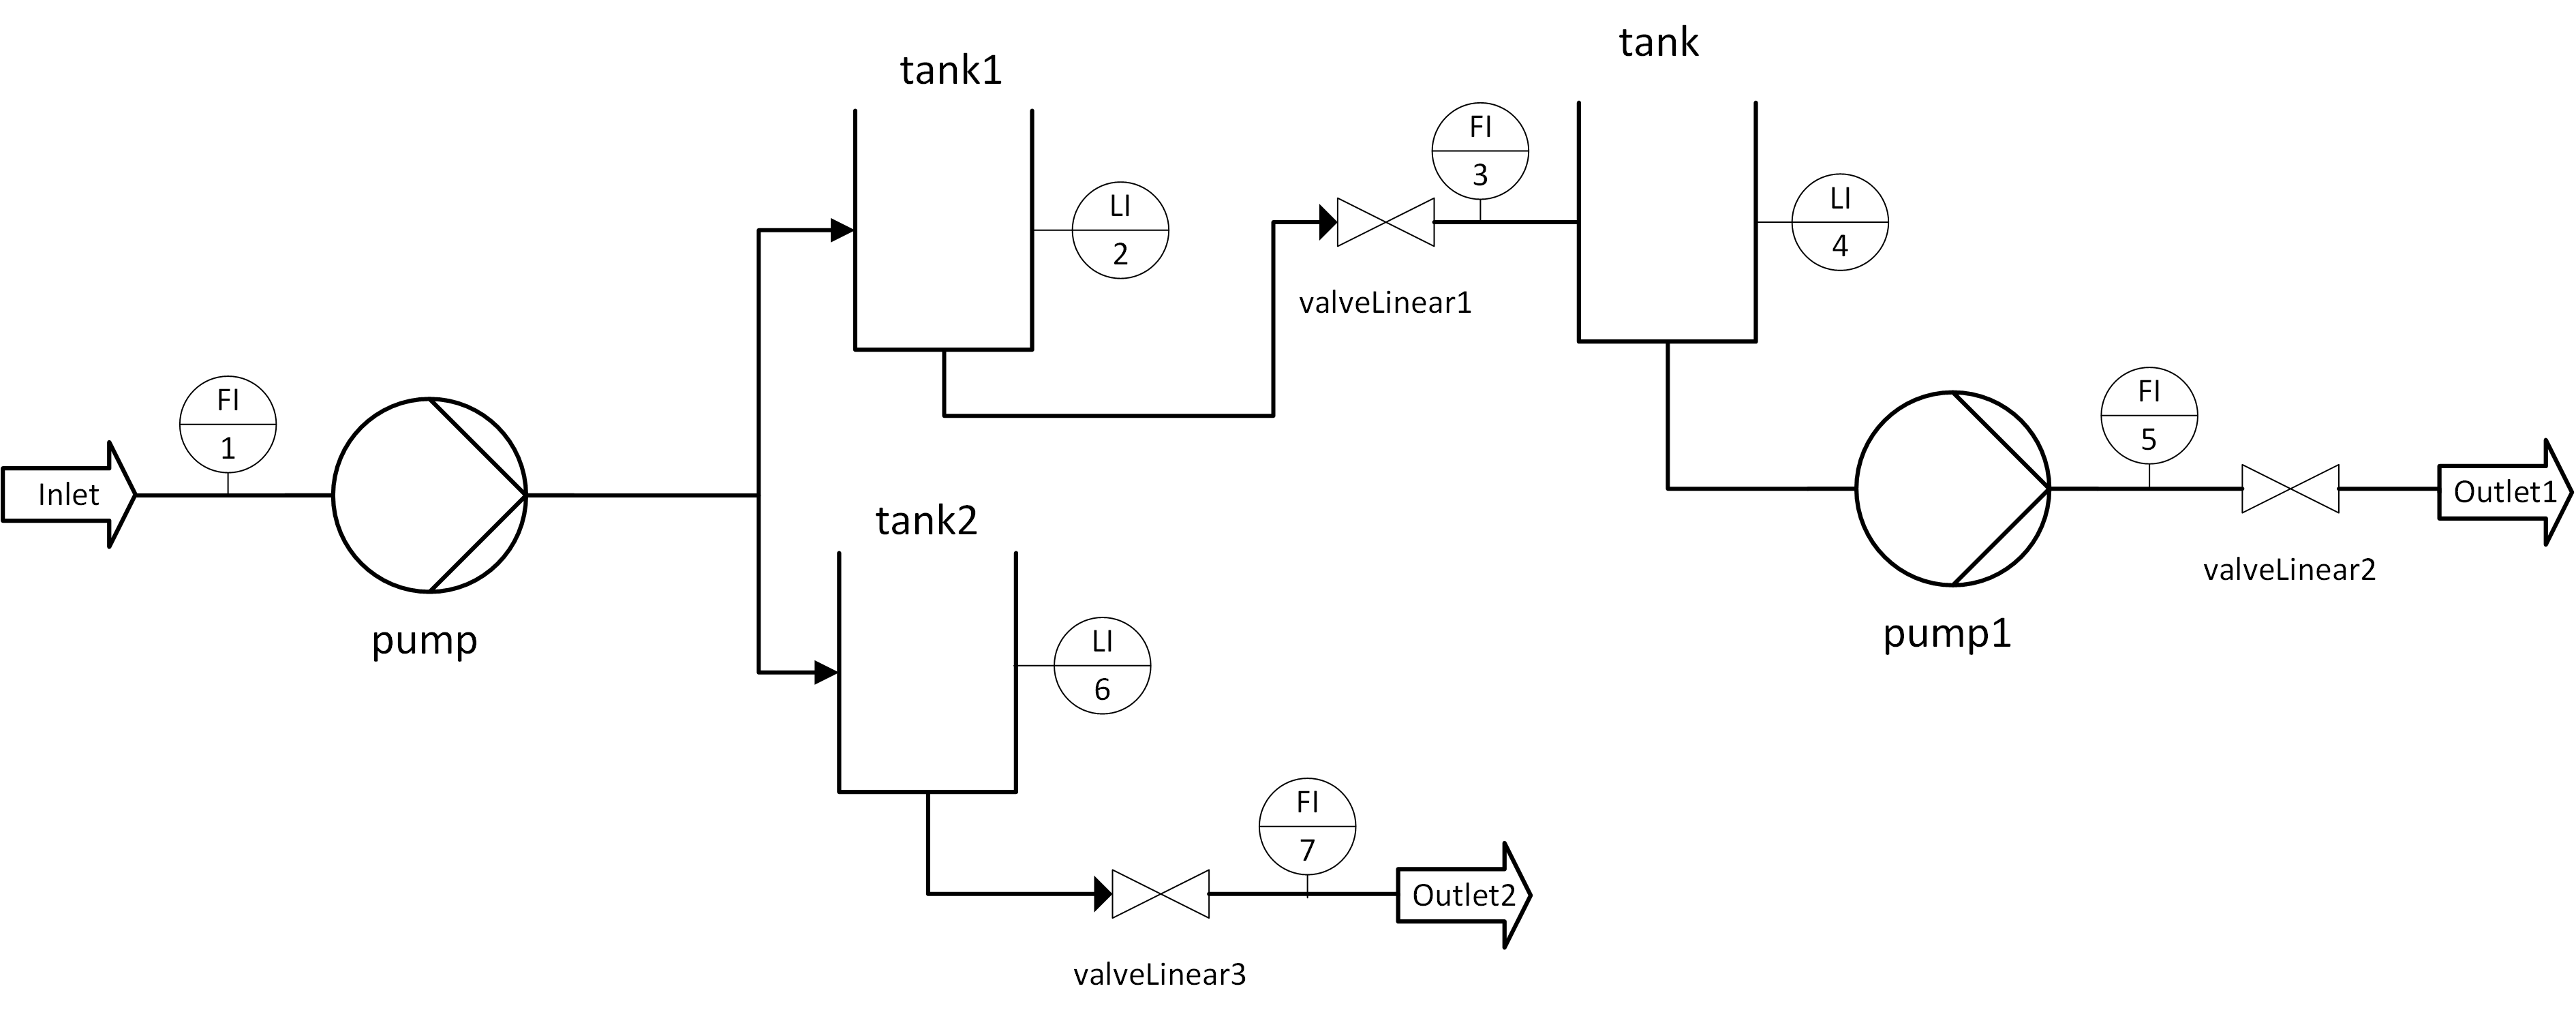 tank
tank1
FI
3
LI
2
LI
4
valveLinear1
FI
1
FI
5
Inlet
Outlet1
tank2
valveLinear2
pump
pump1
LI
6
FI
7
Outlet2
valveLinear3